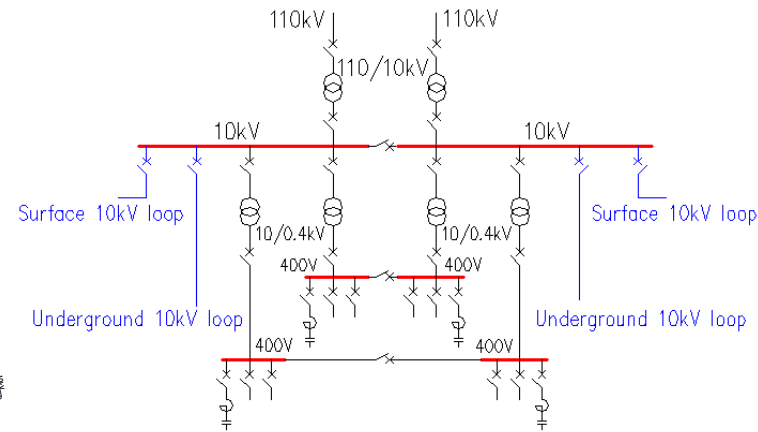 110kV 110kV
110/10kV
10kV 10kV
Surface 10kV loop Surface 10kV loop
10/0.4kV 10/0.4kV
400V 400V
Underground 10kV loop Underground 10kV loop
400V 400V